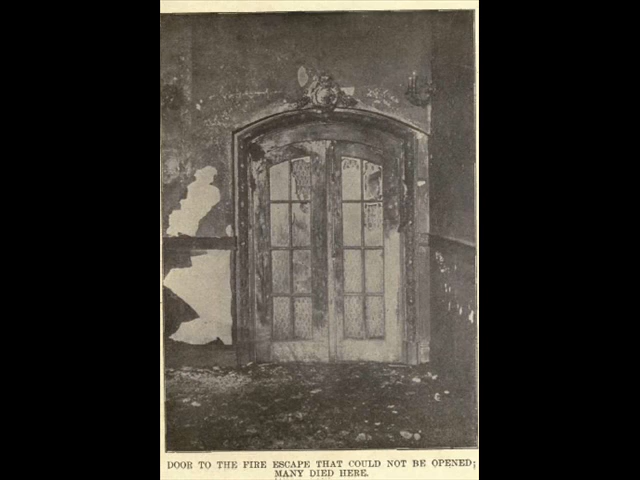 DOOR TO THE FIRE ESCAPE THAT COULD NOT BE OPENED;
MANY DIED HERE.